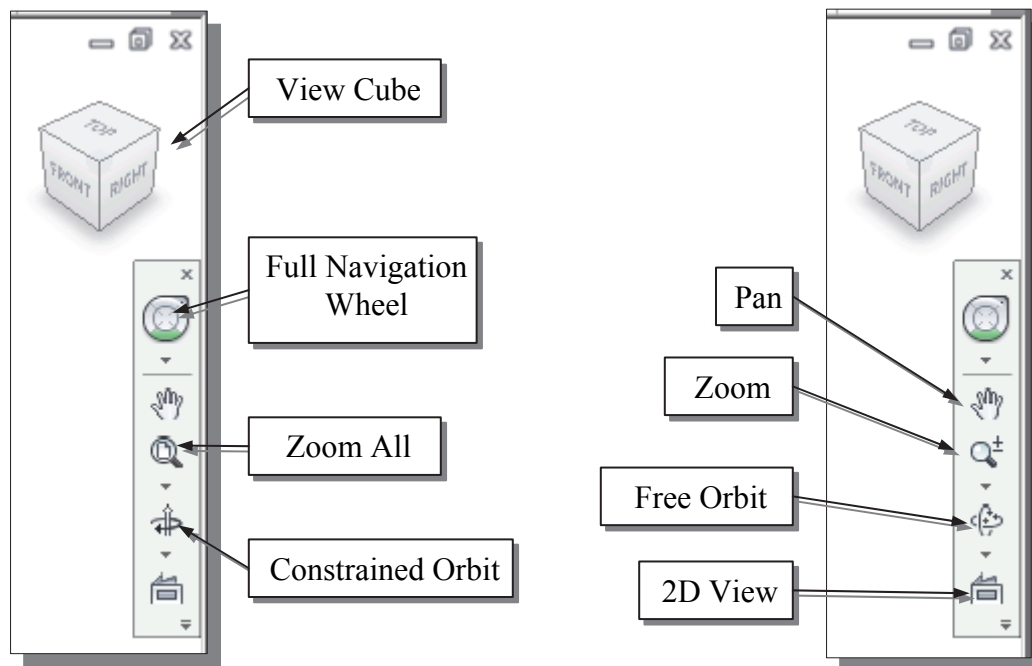 View Cube
TOP
FRONT
RIGHT
Full Navigation
Wheel
Zoom All
Constrained Orbit
TOP
FRONT
RIGHT
Pan
Zoom
Free Orbit
2D View